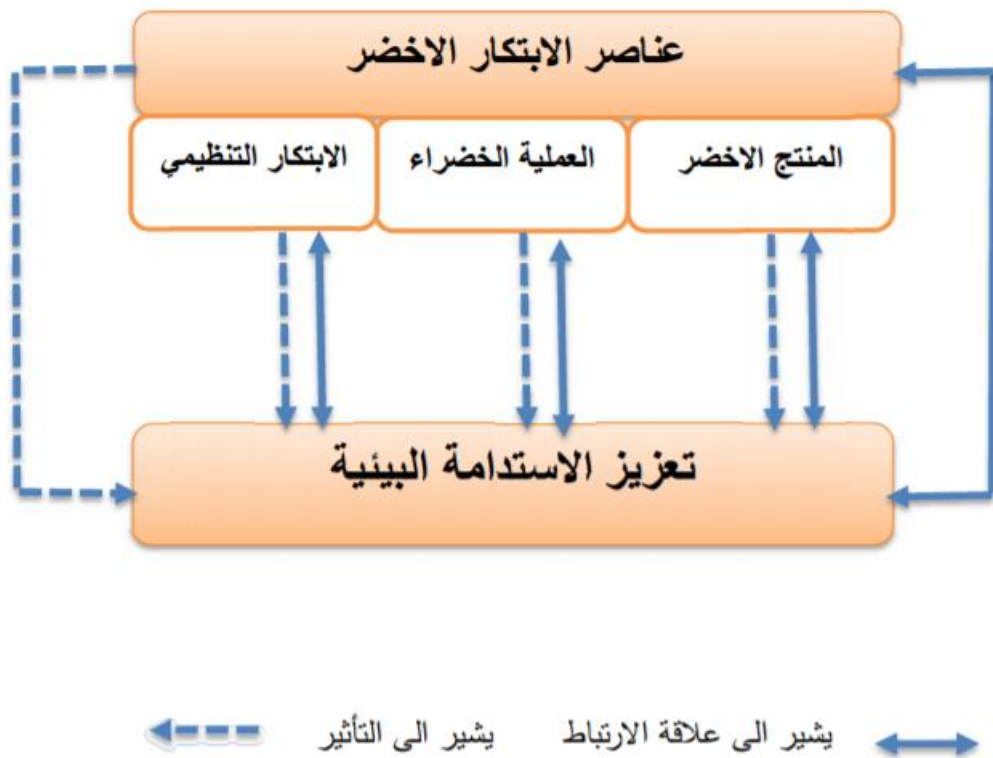 عناصر الابتكار الاخضر
المنتج الاخضر
العملية الخضراء
الابتكار التنظيمي
تعزيز الاستدامة البيئية
يشير الى علاقة الارتباط
يشير الى التأثير